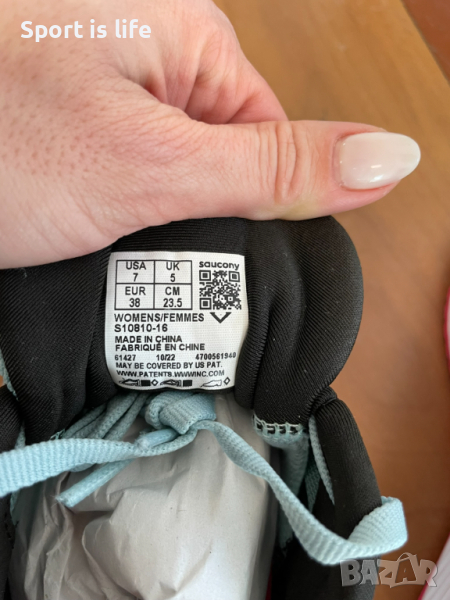 Sport is life
USA 7 UK 5 saucony
EUR 38 CM 23.5
WOMENS/FEMMES
S10810-16
MADE IN CHINA
FABRIQUÉ EN CHINE
61427 10/22 4700561940
MAY BE COVERED BY US PAT.
WWW.PATENTS.WWWINC.COM
BAZAR